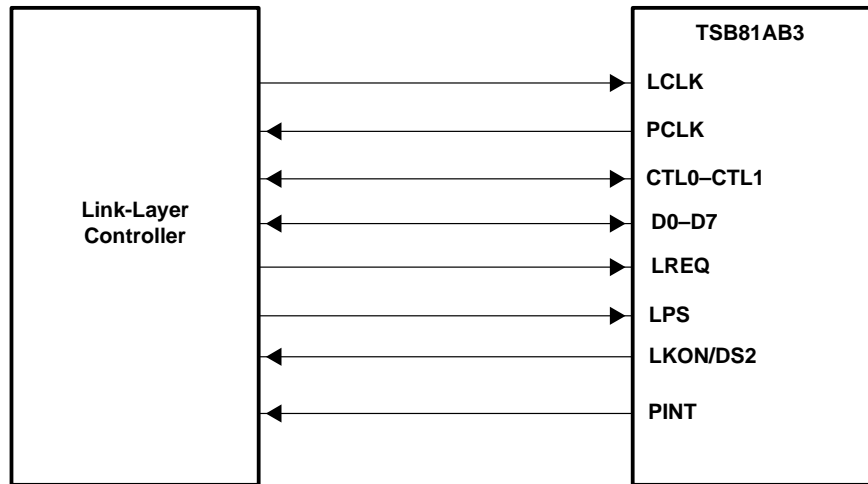 TSB81AB3
LCLK
PCLK
CTL0–CTL1
Link-Layer
Controller
D0–D7
LREQ
LPS
LKON/DS2
PINT